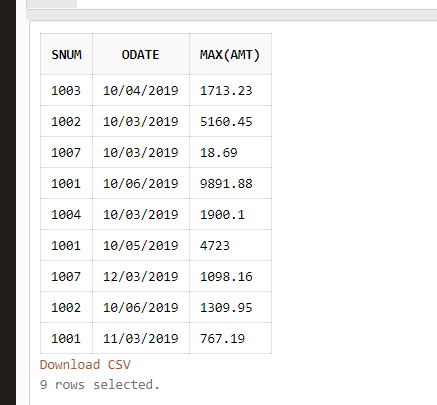 SNUM ODATE MAX(AMT)
1003 10/04/2019 1713.23
1002 10/03/2019 5160.45
1007 10/03/2019 18.69
1001 10/06/2019 9891.88
1004 10/03/2019 1900.1
1001 10/05/2019 4723
1007 12/03/2019 1098.16
1002 10/06/2019 1309.95
1001 11/03/2019 767.19
Download CSV
9 rows selected.